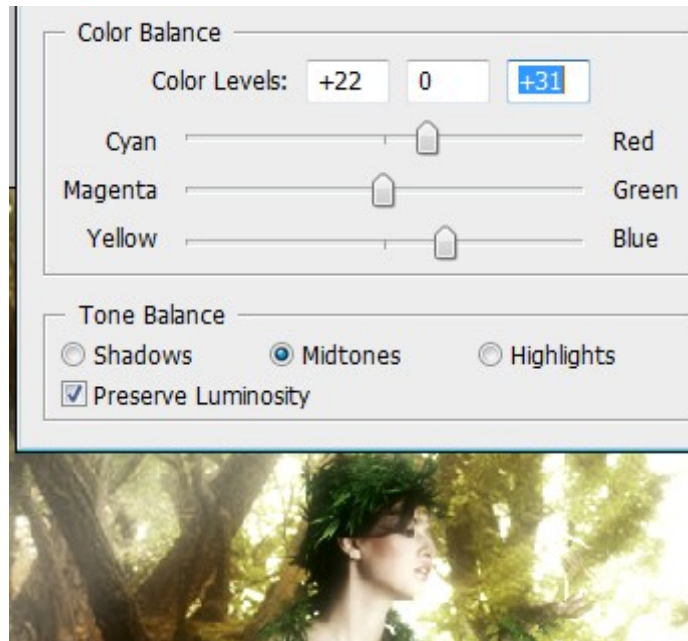 Color Balance
Color Levels: +22 0 +31
Cyan Red
Magenta Green
Yellow Blue
Tone Balance
Shadows Midtones Highlights
Preserve Luminosity